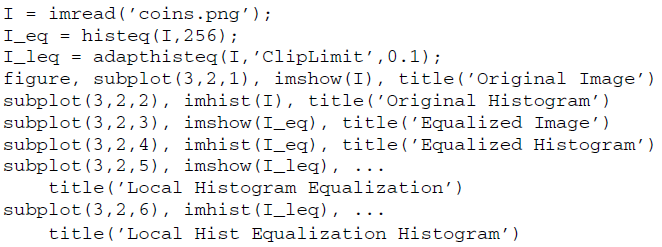 I = imread('coins.png');
I_eq = histeq(I,256);
I_leq = adapthisteq(I,'ClipLimit',0.1);
figure, subplot(3,2,1), imshow(I), title('Original Image')
subplot(3,2,2), imhist(I), title('Original Histogram')
subplot(3,2,3), imshow(I_eq), title('Equalized Image')
subplot(3,2,4), imhist(I_eq), title('Equalized Histogram')
subplot(3,2,5), imshow(I_leq), ...
    title('Local Histogram Equalization')
subplot(3,2,6), imhist(I_leq), ...
    title('Local Hist Equalization Histogram')